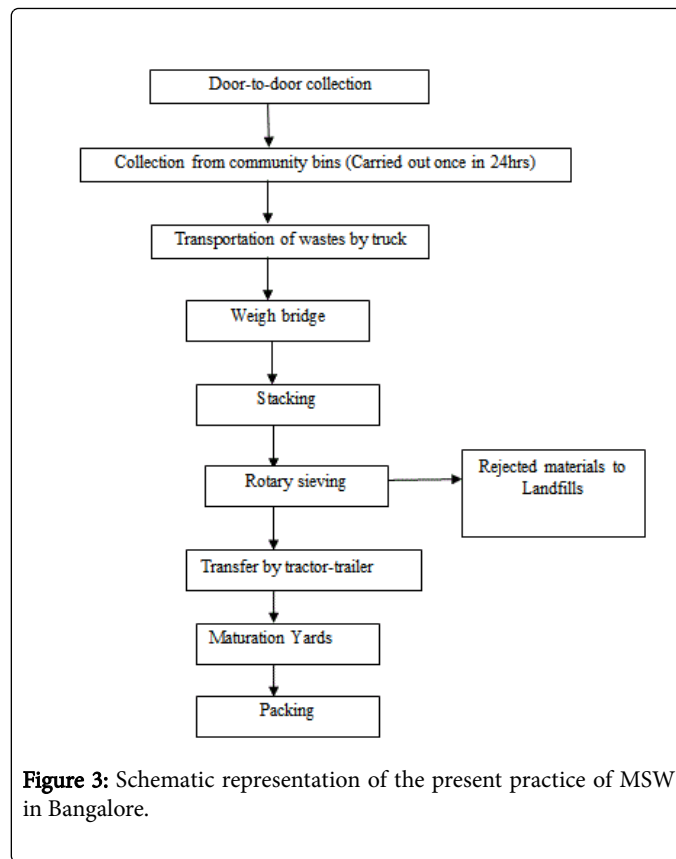 Door-to-door collection
Collection from community bins (Carried out once in 24hrs)
Transportation of wastes by truck
Weigh bridge
Stacking
Rotary sieving
Rejected materials to
Landfills
Transfer by tractor-trailer
Maturation Yards
Packing
Figure 3: Schematic representation of the present practice of MSW
in Bangalore.